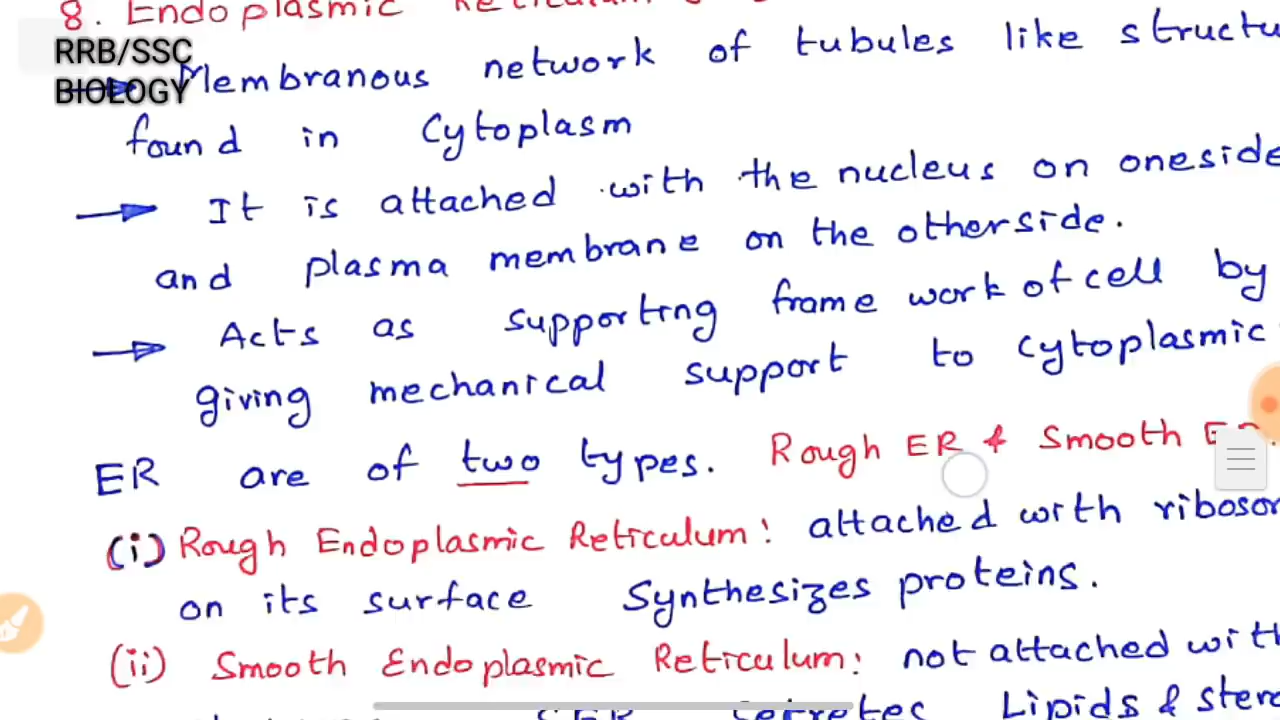 8. Endoplasmic
RRB/SSC
BIOLOGY
Membranous network of tubules like structu
found in Cytoplasm
It is attached with the nucleus on oneside
and plasma membrane on the otherside.
Acts as supporting frame work of cell by
giving mechanical support to cytoplasmic
ER are of two types. Rough ER & Smooth ER.
(i) Rough Endoplasmic Reticulum: attached with ribosom
on its surface Synthesizes proteins.
(ii) Smooth Endoplasmic Reticulum: not attached with
Lipids & stero